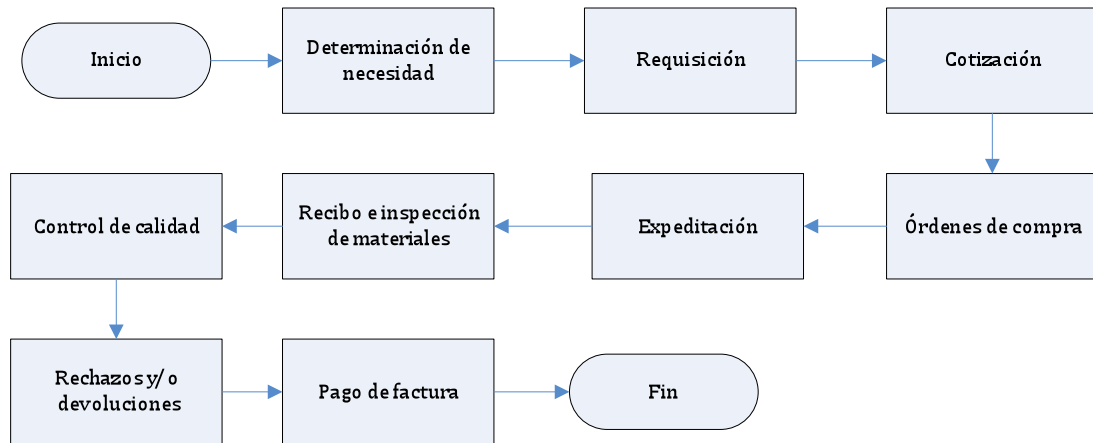 Inicio
Determinación de
necesidad
Requisición
Cotización
Órdenes de compra
Expeditación
Recibo e inspección
de materiales
Control de calidad
Rechazos y/o
devoluciones
Pago de factura
Fin